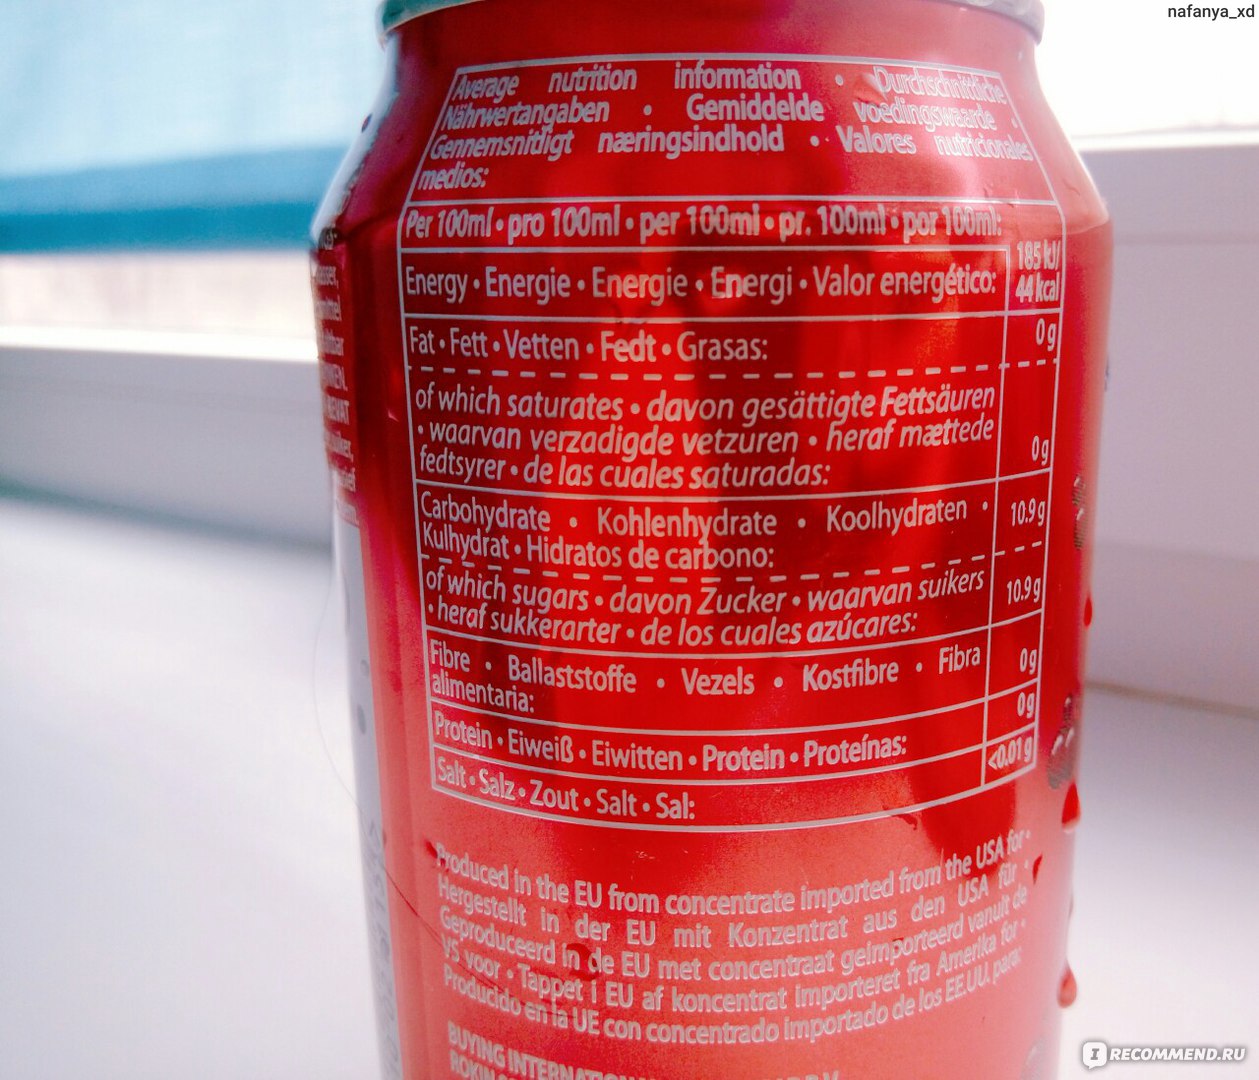 nafanya_xd
Average nutrition information • Durchschnittliche
Nährwertangaben • Gemiddelde voedingswaarde •
Gennemsnitligt næringsindhold • Valores nutricionales
medios:
Per 100ml • pro 100ml • per 100ml • pr. 100ml • por 100ml:
Energy • Energie • Energie • Energi • Valor energético:
185 kJ/
44 kcal
Fat • Fett • Vetten • Fedt • Grasas:
0 g
of which saturates • davon gesättigte Fettsäuren
• waarvan verzadigde vetzuren • heraf mættede
fedtsyrer • de las cuales saturadas:
0 g
Carbohydrate • Kohlenhydrate • Koolhydraten •
Kulhydrat • Hidratos de carbono:
10.9 g
of which sugars • davon Zucker • waarvan suikers
• heraf sukkerarter • de los cuales azúcares:
10.9 g
Fibre • Ballaststoffe • Vezels • Kostfibre • Fibra
alimentaria:
0 g
Protein • Eiweiß • Eiwitten • Protein • Proteínas:
0 g
Salt • Salz • Zout • Salt • Sal:
<0.01 g
Produced in the EU from concentrate imported from the USA for •
Hergestellt in der EU mit Konzentrat aus den USA für •
Geproduceerd in de EU met concentraat geïmporteerd vanuit de
VS voor • Tappet i EU af koncentrat importeret fra Amerika for •
Producido en la UE con concentrado importado de los EE.UU. para:
BUYING
IRECOMMEND.RU